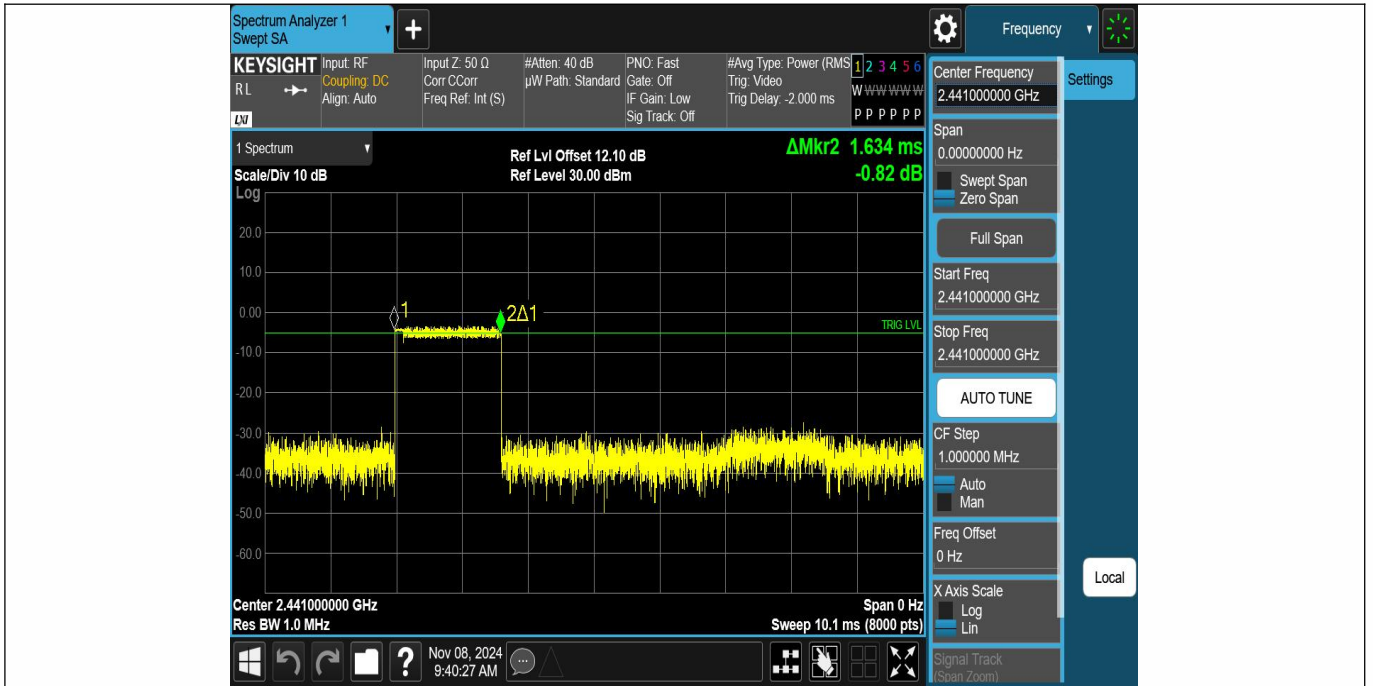 Spectrum Analyzer 1
Swept SA
+
Frequency
KEYSIGHT
RL
LXI
Input: RF
Coupling: DC
Align: Auto
Input Z: 50 Ω
Corr CCorr
Freq Ref: Int (S)
#Atten: 40 dB
µW Path: Standard
PNO: Fast
Gate: Off
IF Gain: Low
Sig Track: Off
#Avg Type: Power (RMS
Trig: Video
Trig Delay: -2.000 ms
1 2 3 4 5 6
W W W W W W
P P P P P P
1 Spectrum
Scale/Div 10 dB
Ref Lvl Offset 12.10 dB
Ref Level 30.00 dBm
ΔMkr2 1.634 ms
-0.82 dB
Log
20.0
10.0
0.00
-10.0
-20.0
-30.0
-40.0
-50.0
-60.0
1
2Δ1
TRIG LVL
Center 2.441000000 GHz
Res BW 1.0 MHz
Span 0 Hz
Sweep 10.1 ms (8000 pts)
Center Frequency
2.441000000 GHz
Settings
Span
0.00000000 Hz
Swept Span
Zero Span
Full Span
Start Freq
2.441000000 GHz
Stop Freq
2.441000000 GHz
AUTO TUNE
CF Step
1.000000 MHz
Auto
Man
Freq Offset
0 Hz
X Axis Scale
Log
Lin
Local
Signal Track
(Span Zoom)
?
Nov 08, 2024
9:40:27 AM